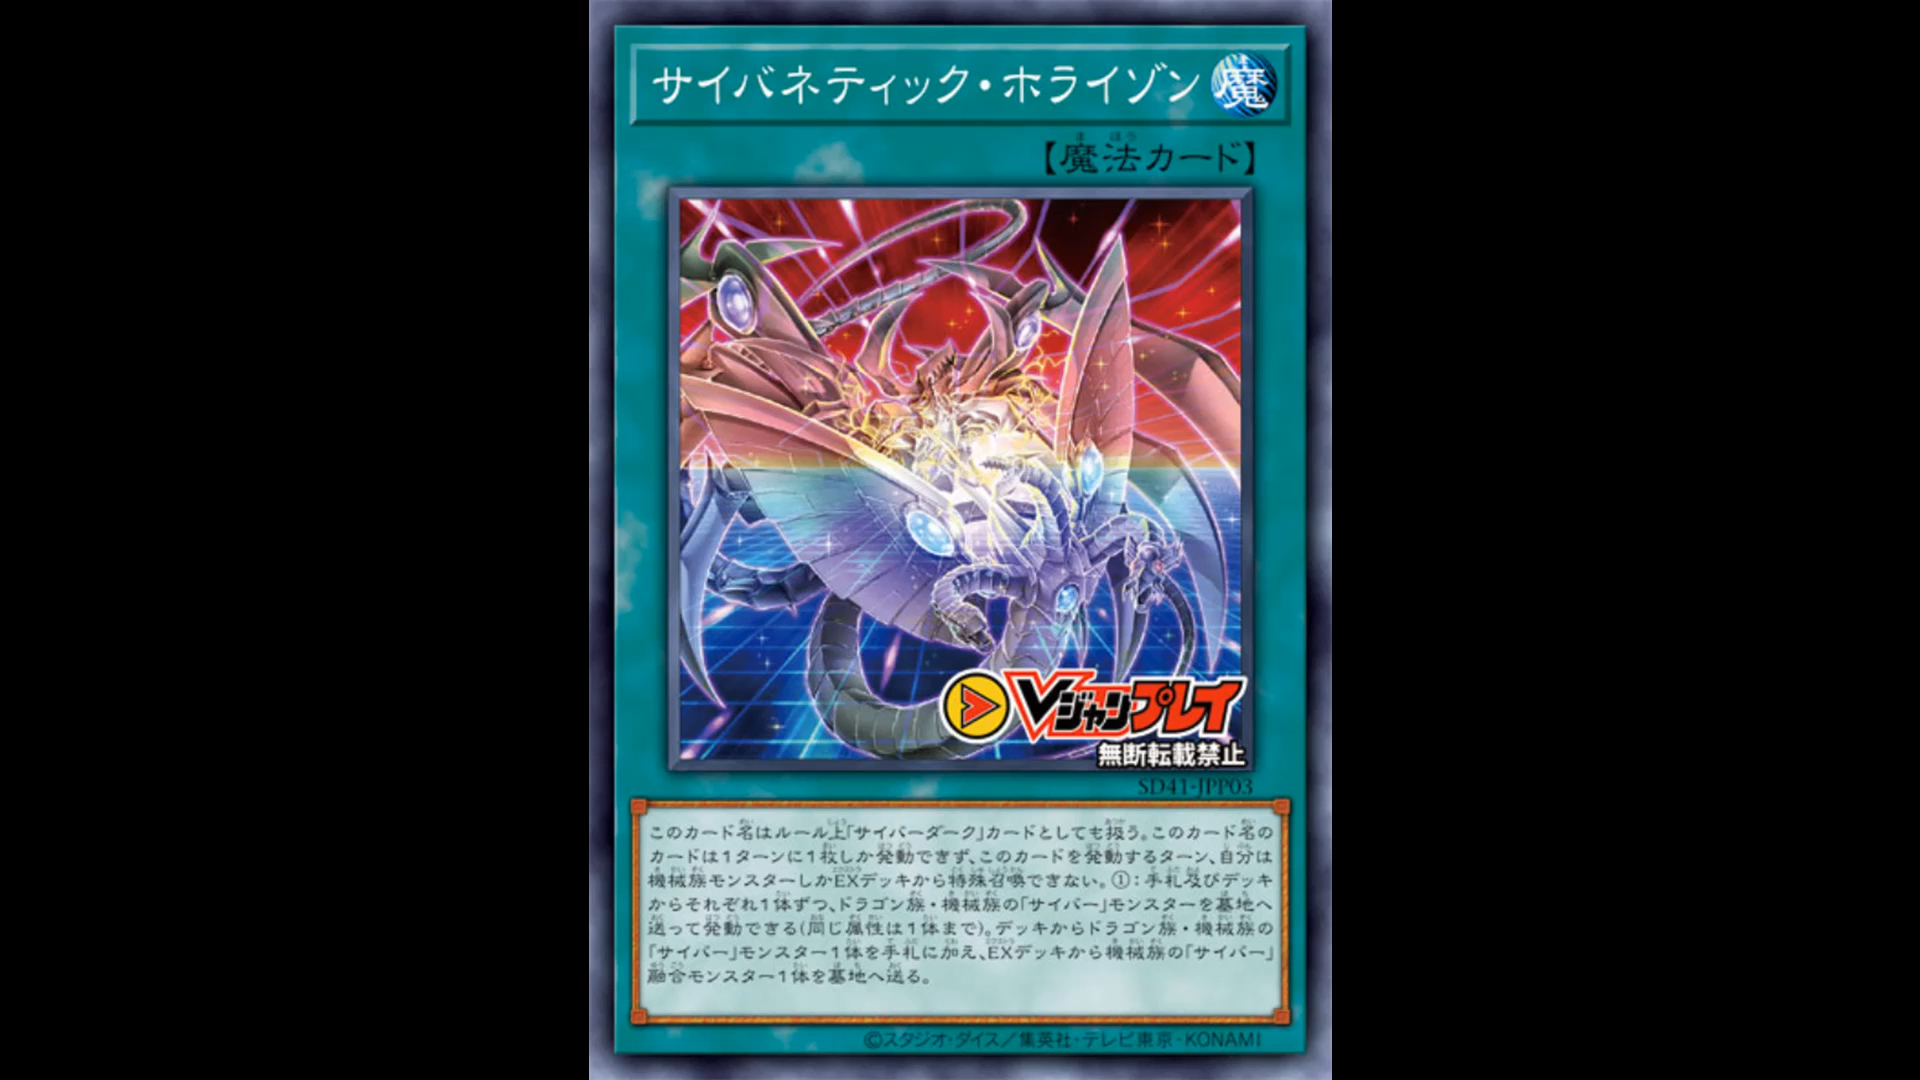 サイバネティック・ホライゾン 魔
【魔法カード】
Vジャンプレイ
無断転載禁止
SD41-JPP03
このカード名はルール上「サイバーダーク」カードとしても扱う。このカード名の
カードは1ターンに1枚しか発動できず、このカードを発動するターン、自分は
機械族モンスターしかEXデッキから特殊召喚できない。①：手札及びデッキ
からそれぞれ1体ずつ、ドラゴン族・機械族の「サイバー」モンスターを墓地へ
送って発動できる(同じ属性は1体まで)。デッキからドラゴン族・機械族の
「サイバー」モンスター1体を手札に加え、EXデッキから機械族の「サイバー」
融合モンスター1体を墓地へ送る。
©スタジオ・ダイス／集英社・テレビ東京・KONAMI